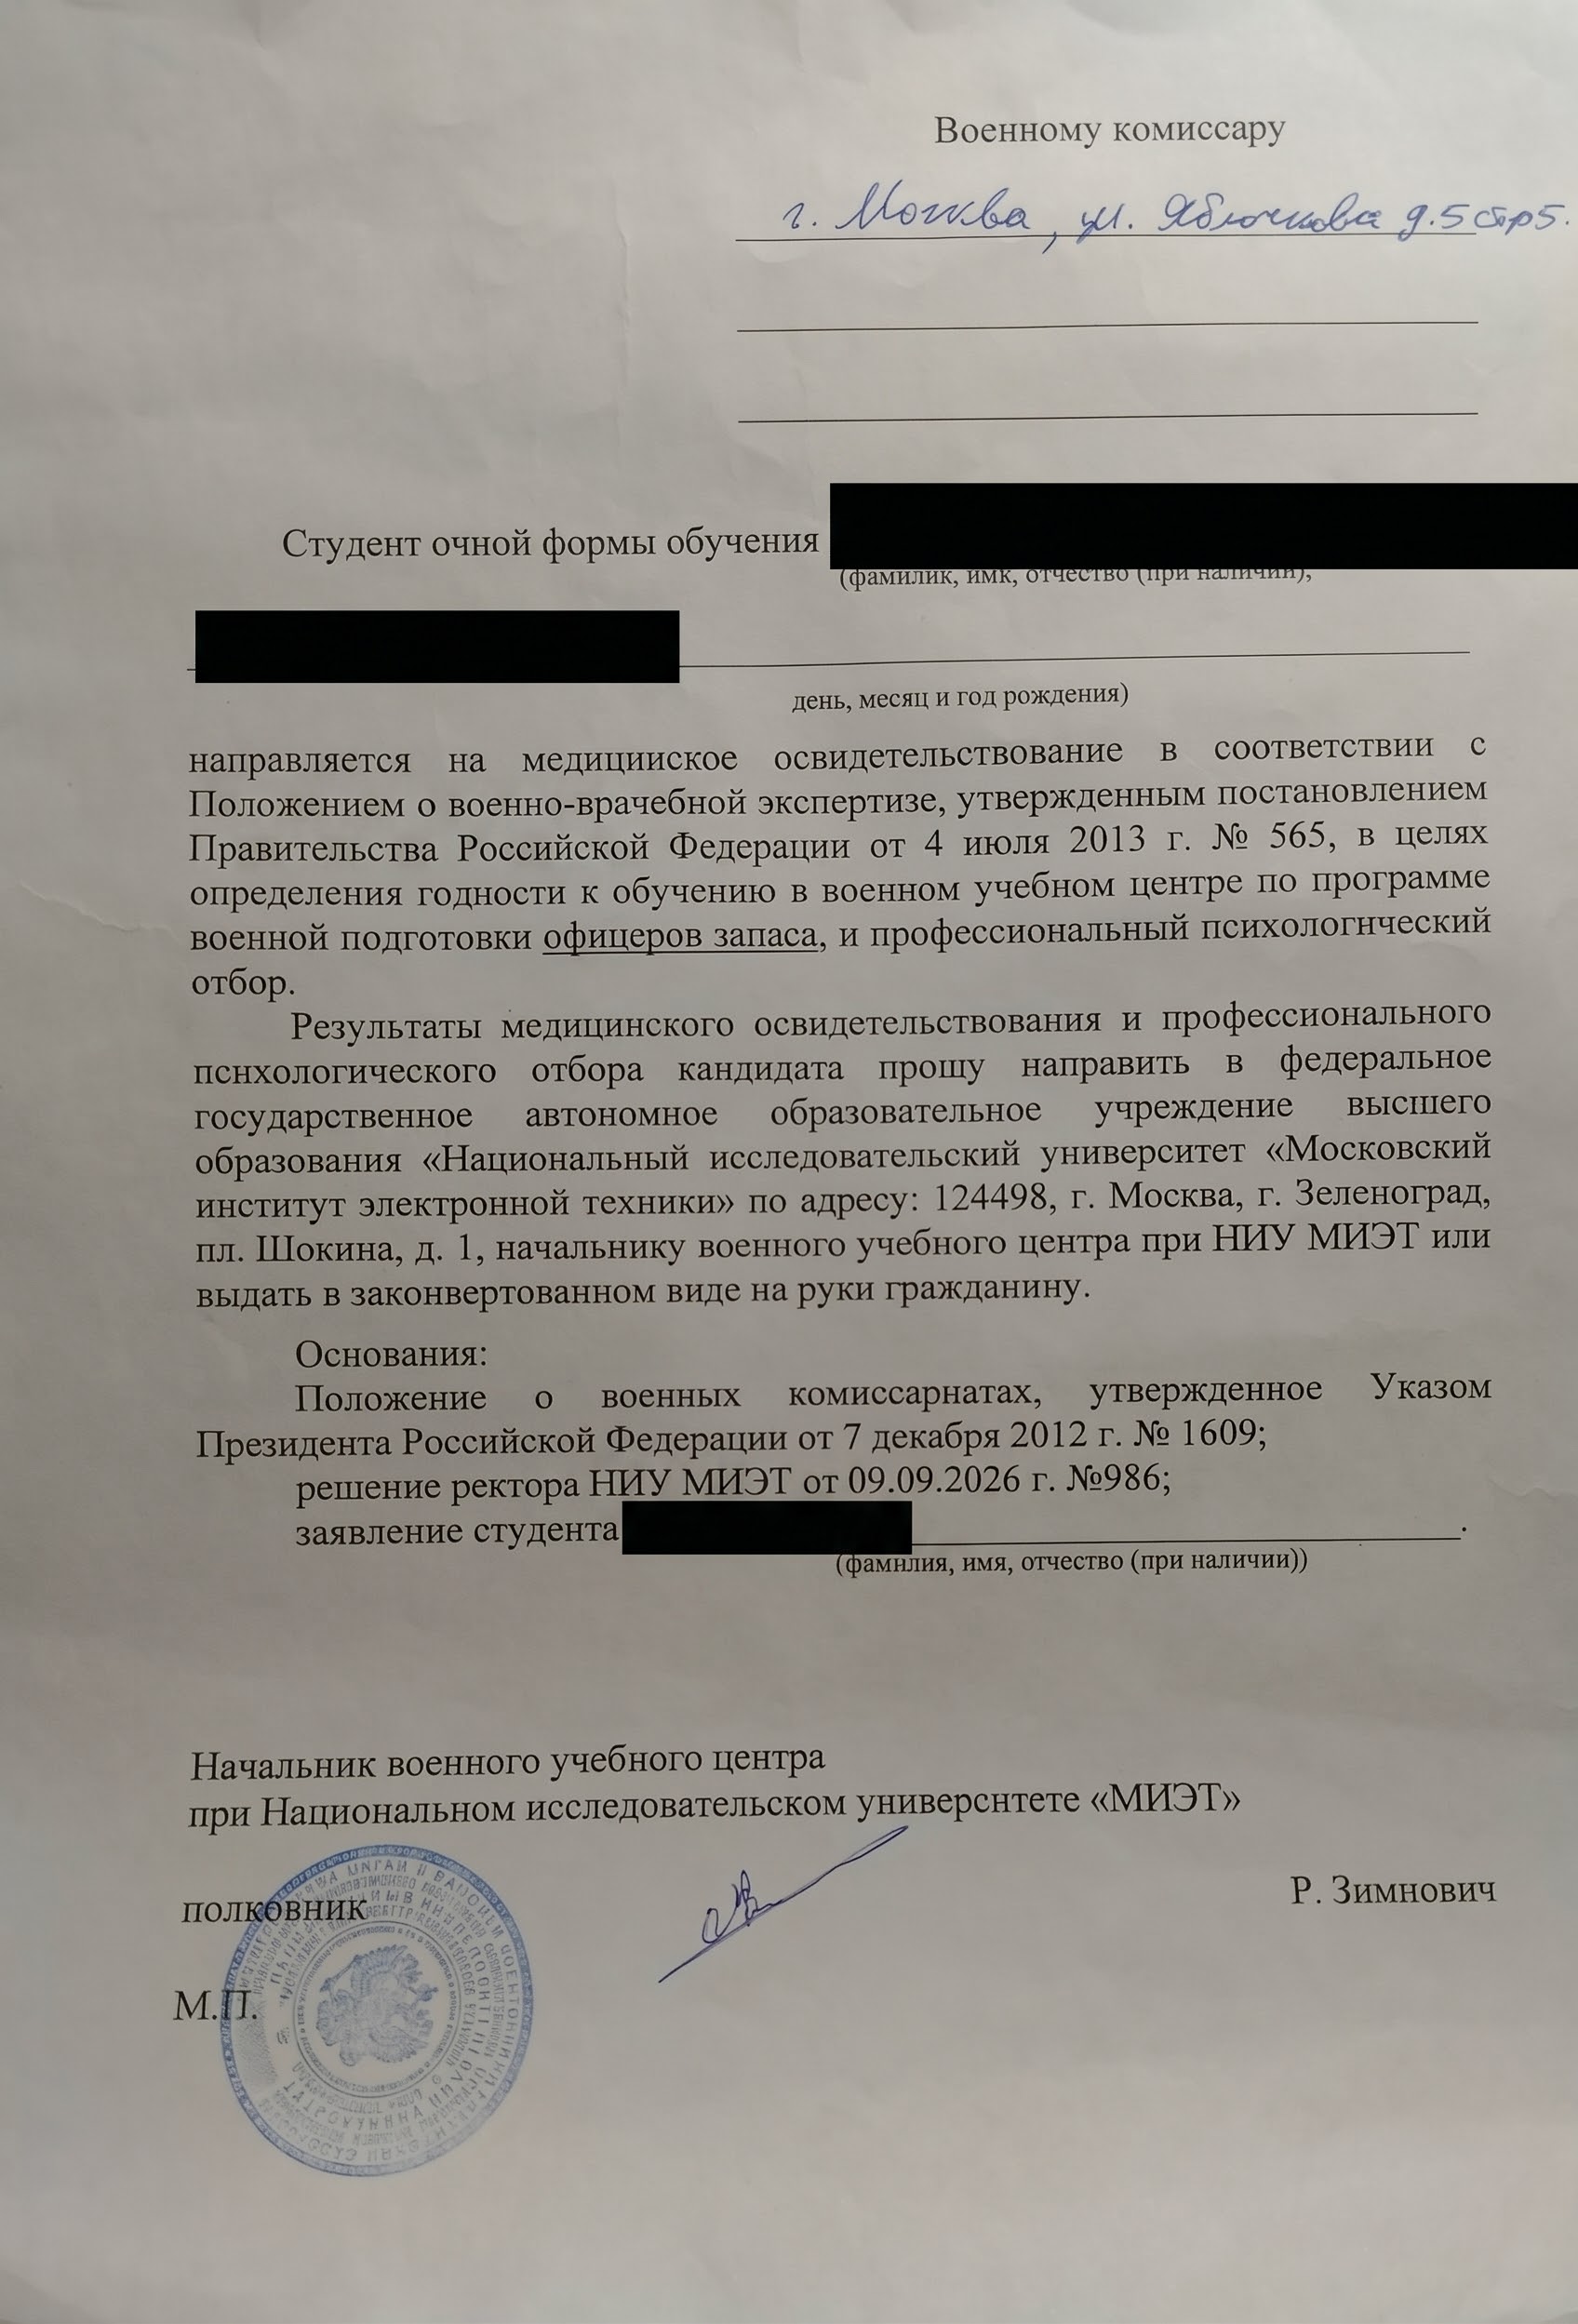 Военному комиссару
г. Москва, ул. Яблочкова д.5 стр5.
Студент очной формы обучения
(фамилик, имк, отчество (при наличии),
день, месяц и год рождения)
направляется на медицииское освидетельствование в соответствии с
Положением о военно-врачебной экспертизе, утвержденным постановлением
Правительства Российской Федерации от 4 июля 2013 г. № 565, в целях
определения годности к обучению в военном учебном центре по программе
военной подготовки офицеров запаса, и профессиональный психологнческий
отбор.
Результаты медицинского освидетельствования и профессионального
пснхологического отбора кандидата прошу направить в федеральное
государственное автономное образовательное учреждение высшего
образования «Национальный исследовательский университет «Московский
институт электронной техники» по адресу: 124498, г. Москва, г. Зеленоград,
пл. Шокина, д. 1, начальнику военного учебного центра при НИУ МИЭТ или
выдать в законвертованном виде на руки гражданину.
Основания:
Положение о военных комиссарнатах, утвержденное Указом
Президента Российской Федерации от 7 декабря 2012 г. № 1609;
решение ректора НИУ МИЭТ от 09.09.2026 г. №986;
заявление студента .
(фамнлия, имя, отчество (при наличии))
Начальник военного учебного центра
при Национальном исследовательском универснтете «МИЭТ»
полковник
Р. Зимнович
М.П.